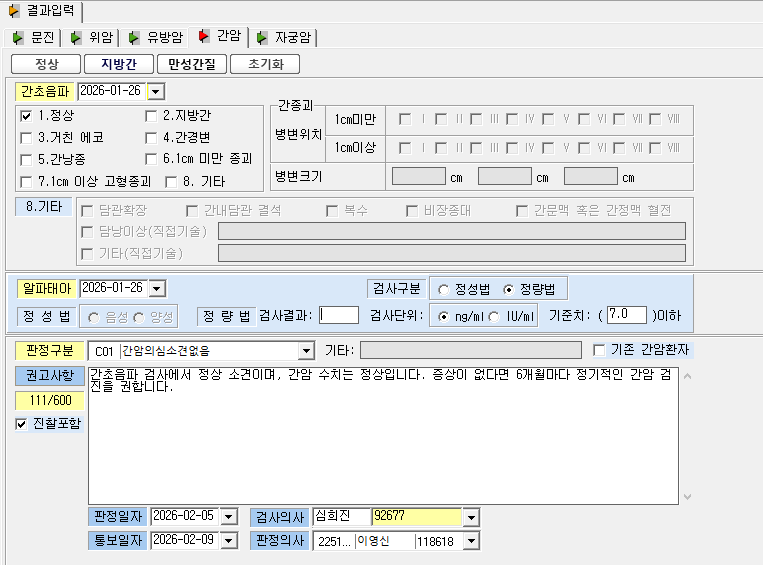 결과입력
문진 위암 유방암 간암 자궁암
정상 지방간 만성간질 초기화
간초음파 2026-01-26
1.정상 2.지방간
3.거친 에코 4.간경변
5.간낭종 6.1cm 미만 종괴
7.1cm 이상 고형종괴 8. 기타
간종괴
병변위치 1cm미만 I II III IV V VI VII VIII
1cm이상 I II III IV V VI VII VIII
병변크기 cm cm cm
8.기타 담관확장 간내담관 결석 복수 비장종대 간문맥 혹은 간정맥 혈전
담낭이상(직접기술)
기타(직접기술)
알파태아 2026-01-26 검사구분 정성법 정량법
정 성 법 음성 양성 정 량 법 검사결과: 검사단위: ng/ml IU/ml 기준치: ( 7.0 )이하
판정구분 C01 간암의심소견없음 기타: 기존 간암환자
권고사항
111/600
진찰포함
간초음파 검사에서 정상 소견이며, 간암 수치는 정상입니다. 증상이 없다면 6개월마다 정기적인 간암 검
진을 권합니다.
판정일자 2026-02-05 검사의사 심희진 92677
통보일자 2026-02-09 판정의사 2251... 이영신 118618